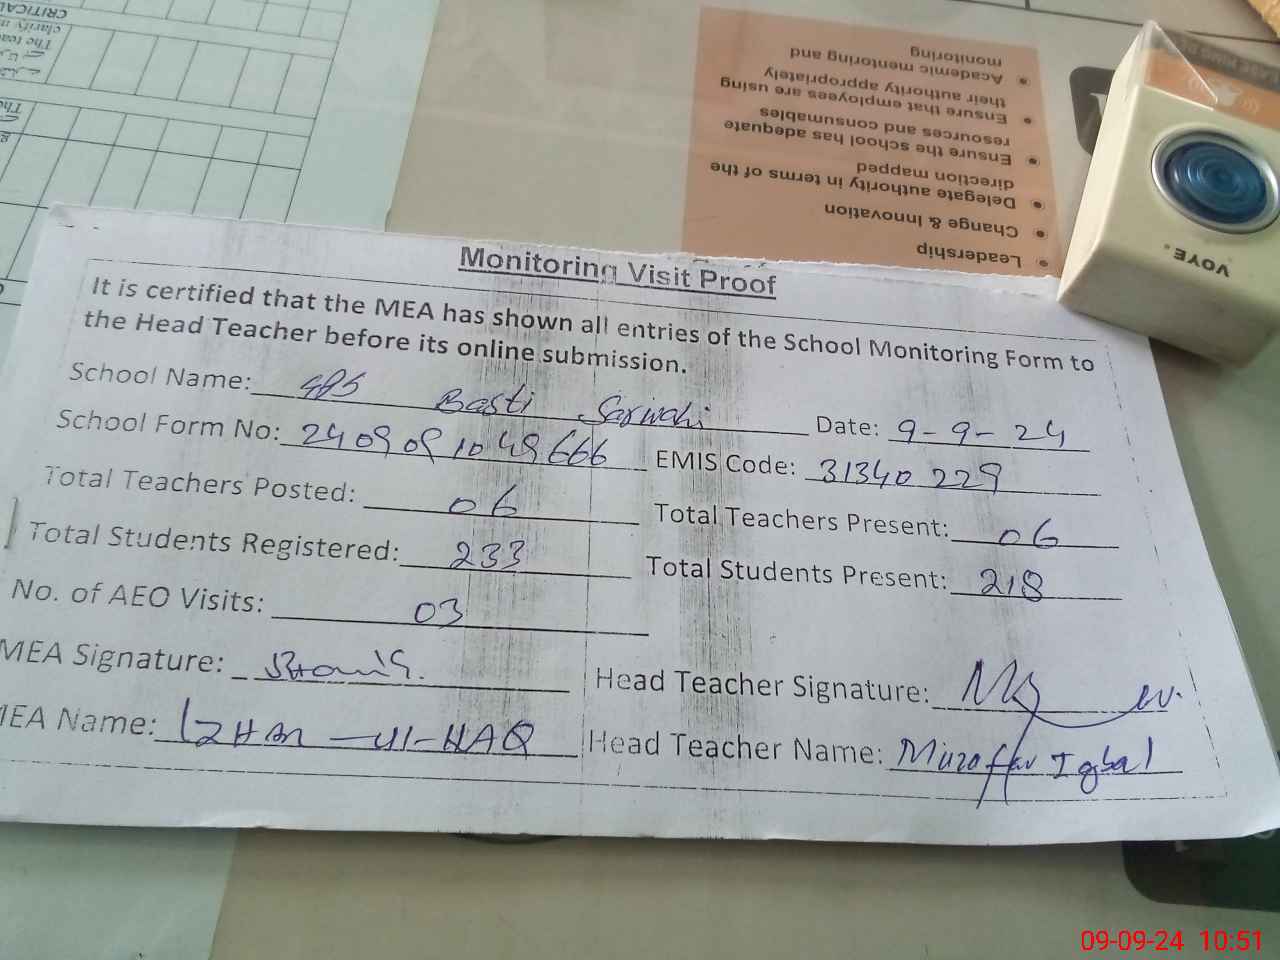 CRITICAL
clarify
The tea
Leadership
Change & Innovation
Delegate authority in terms of the
direction mapped
Ensure the school has adequate
resources and consumables
Ensure that employees are using
their authority appropriately
Academic mentoring and
monitoring
VOYE.
Monitoring Visit Proof
It is certified that the MEA has shown all entries of the School Monitoring Form to
the Head Teacher before its online submission.
School Name: GPS Basti Sarwahi Date: 9-9-24
School Form No: 2409091049666 EMIS Code: 31340229
Total Teachers Posted: 06 Total Teachers Present: 06
Total Students Registered: 233 Total Students Present: 218
No. of AEO Visits: 03
MEA Signature: Head Teacher Signature:
MEA Name: IZHAR-Ul-HAQ Head Teacher Name: Muzaffar Iqbal
09-09-24 10:51